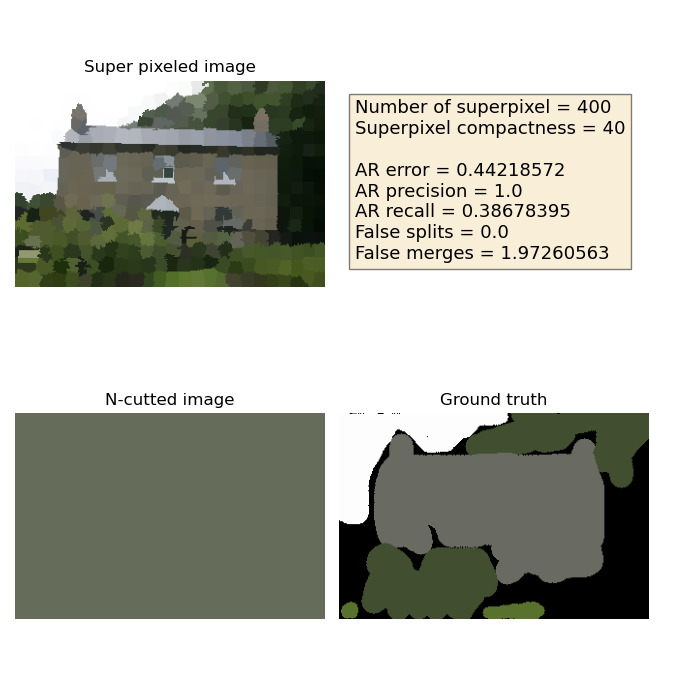 Super pixeled image
Number of superpixel = 400
Superpixel compactness = 40
AR error = 0.44218572
AR precision = 1.0
AR recall = 0.38678395
False splits = 0.0
False merges = 1.97260563
N-cutted image
Ground truth